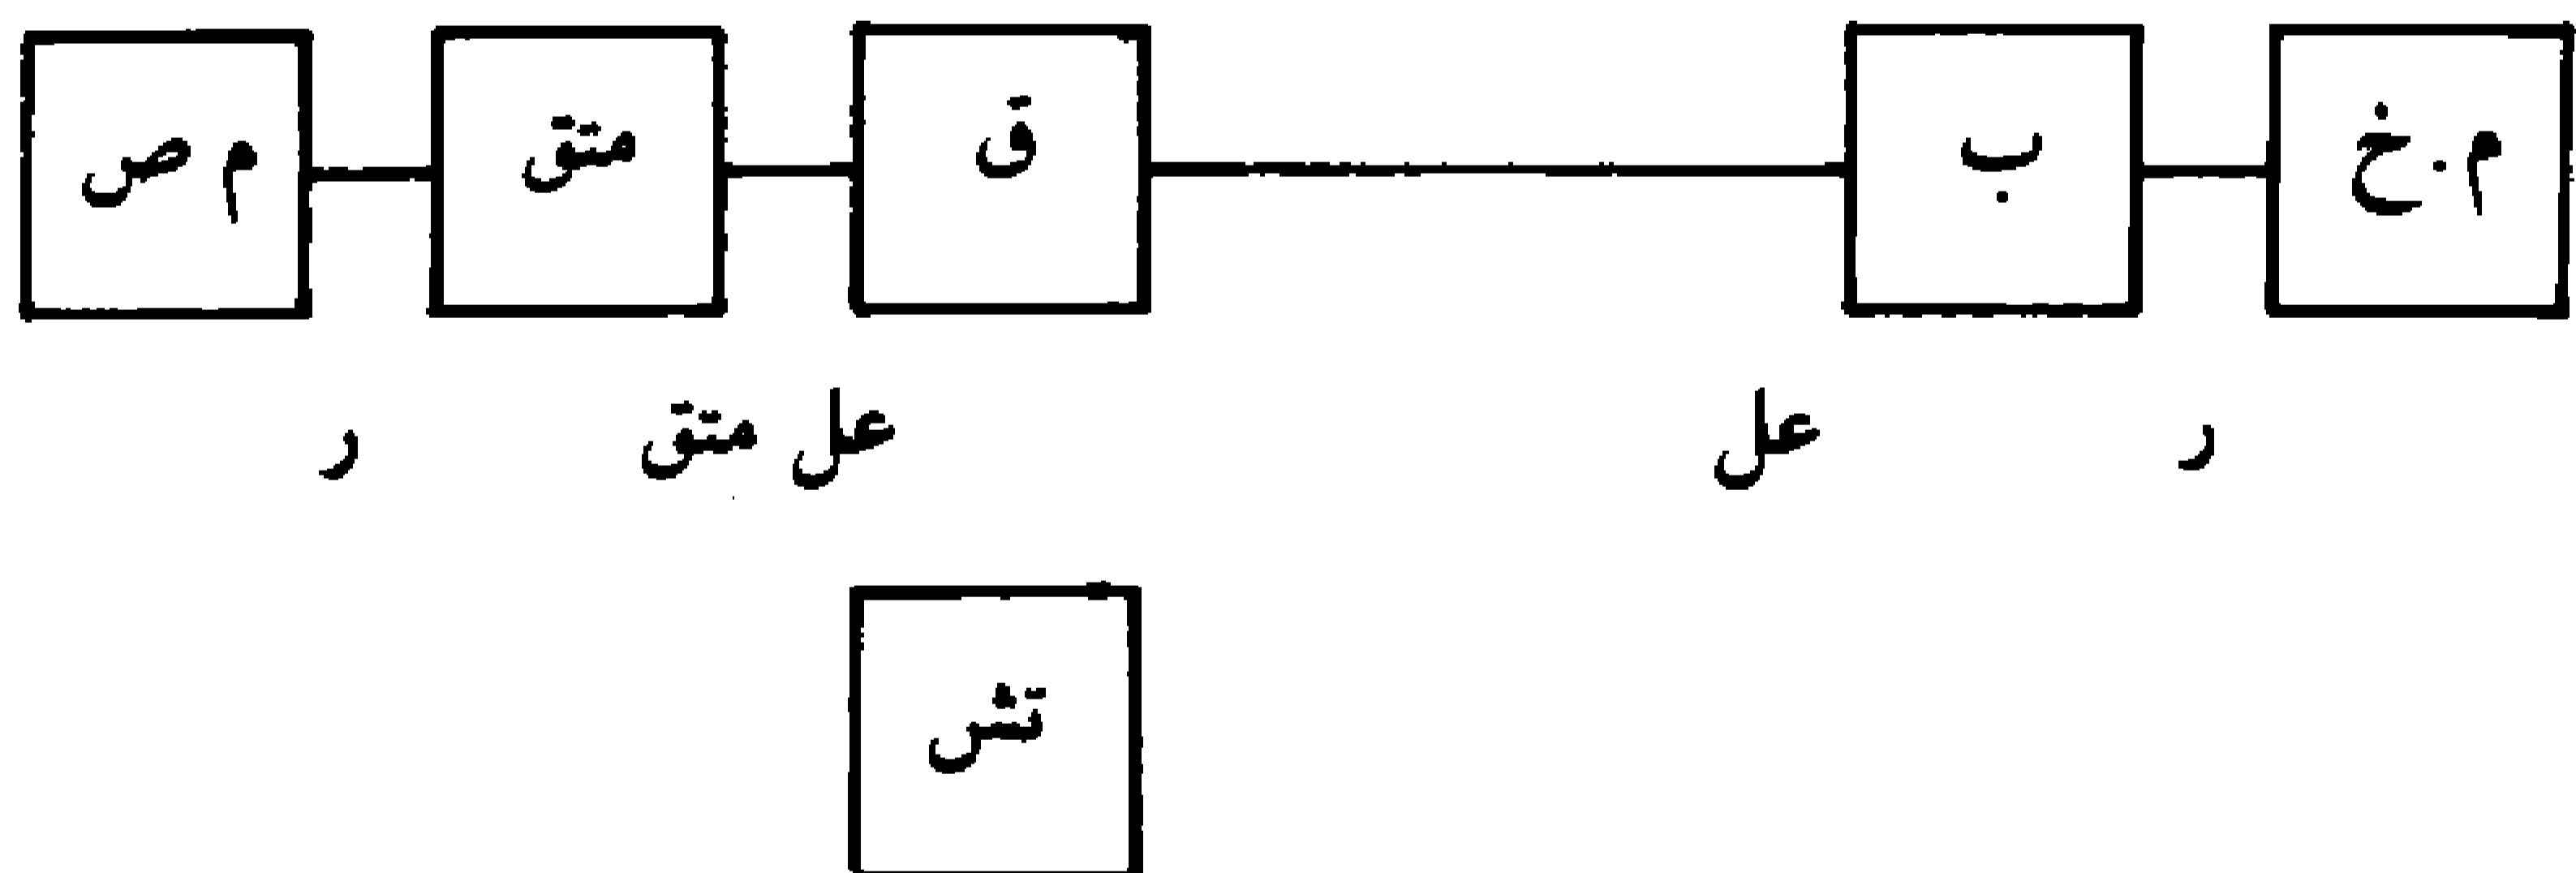 م.خ ب ق متق م ص
ر عل عل متق ر
تش